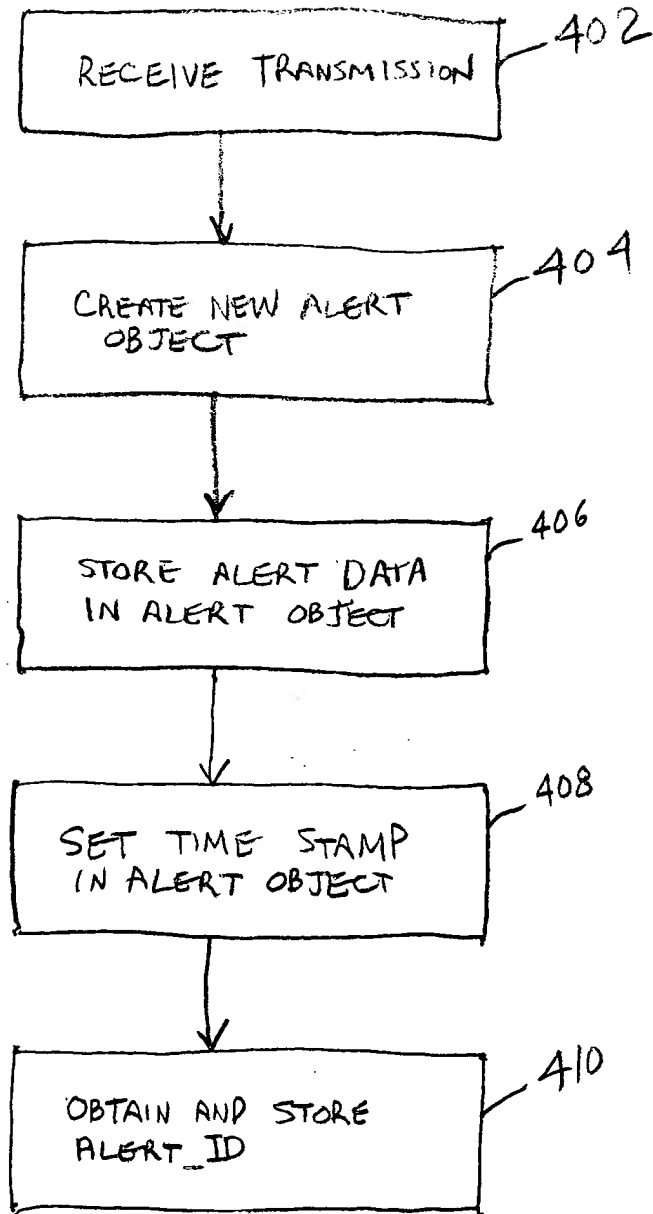 402
RECEIVE TRANSMISSION
404
CREATE NEW ALERT
OBJECT
406
STORE ALERT DATA
IN ALERT OBJECT
408
SET TIME STAMP
IN ALERT OBJECT
410
OBTAIN AND STORE
ALERT_ID